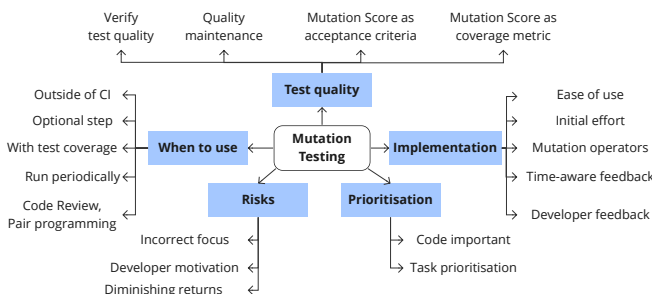 Verify
test quality
Quality
maintenance
Mutation Score as
acceptance criteria
Mutation Score as
coverage metric
Test quality
Outside of CI
Optional step
With test coverage
Run periodically
Code Review,
Pair programming
When to use
Mutation
Testing
Implementation
Ease of use
Initial effort
Mutation operators
Time-aware feedback
Developer feedback
Risks
Incorrect focus
Developer motivation
Diminishing returns
Prioritisation
Code important
Task prioritisation